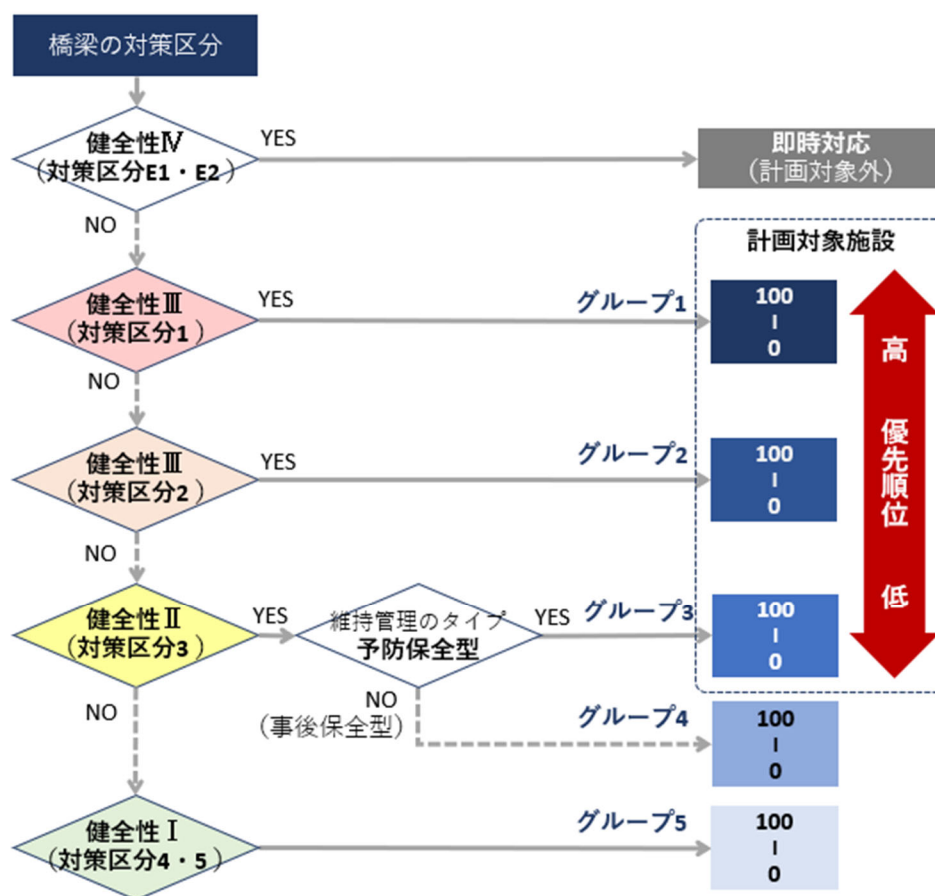 橋梁の対策区分
健全性Ⅳ
(対策区分E1・E2)
YES
即時対応
(計画対象外)
NO
計画対象施設
健全性Ⅲ
(対策区分1)
YES
グループ1
100
|
0
高
優先順位
低
NO
健全性Ⅲ
(対策区分2)
YES
グループ2
100
|
0
NO
健全性Ⅱ
(対策区分3)
YES
維持管理のタイプ
予防保全型
YES
グループ3
100
|
0
NO
NO
(事後保全型)
グループ4
100
|
0
健全性Ⅰ
(対策区分4・5)
グループ5
100
|
0